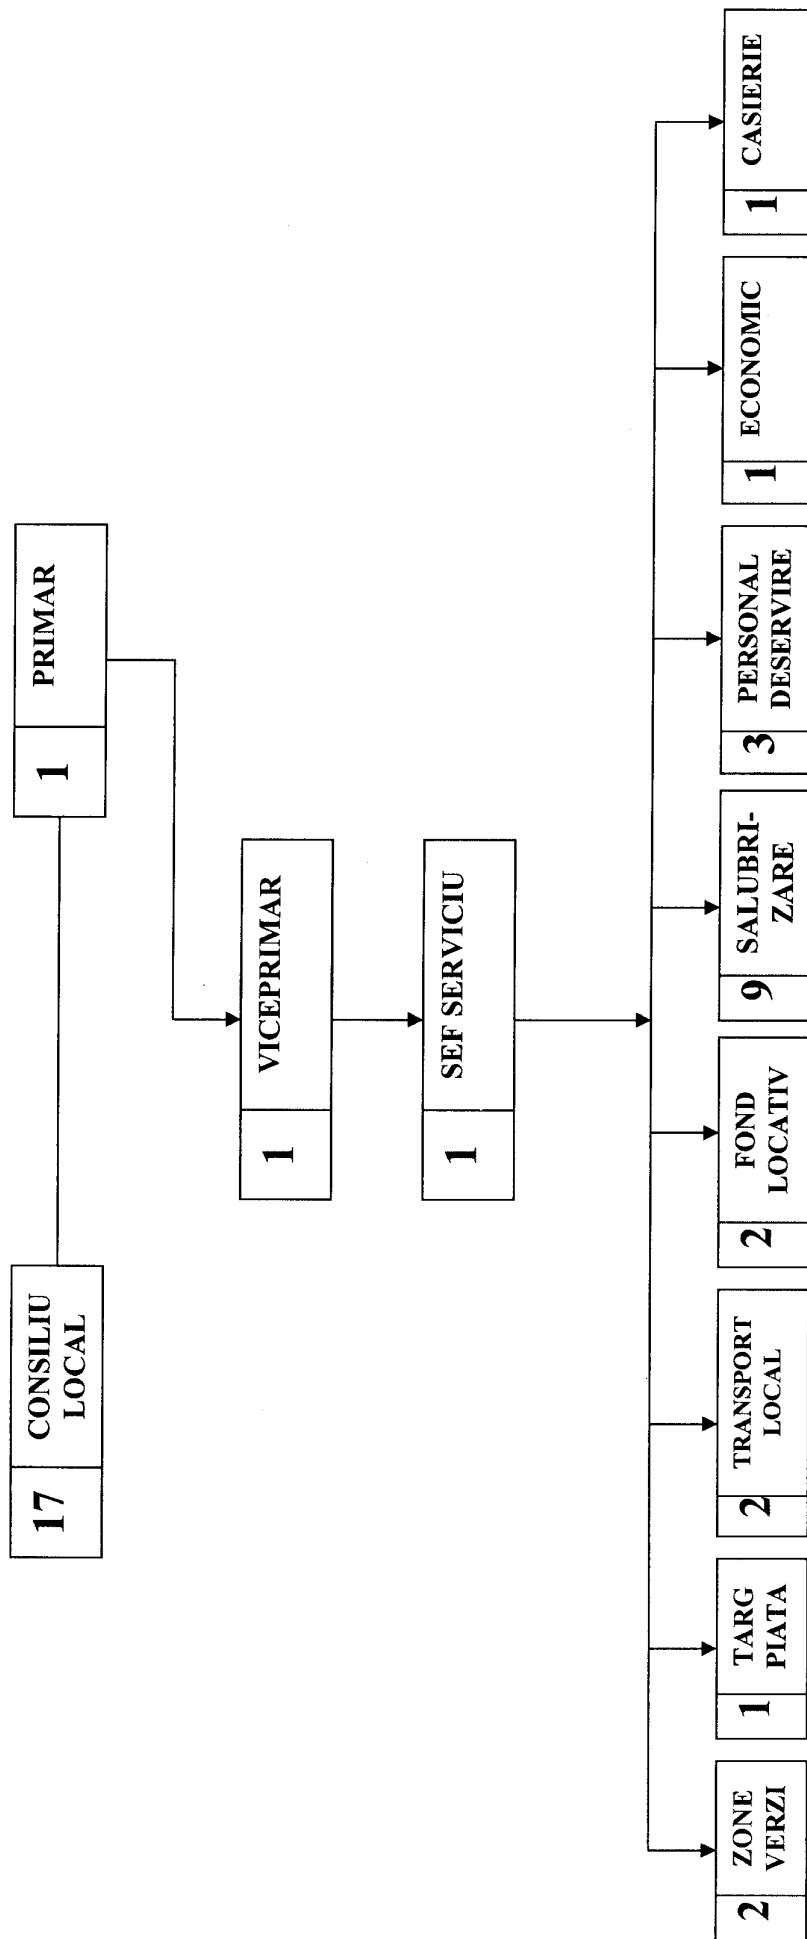 17
CONSILIU
LOCAL
1
PRIMAR
1
VICEPRIMAR
1
SEF SERVICIU
2
ZONE
VERZI
1
TARG
PIATA
2
TRANSPORT
LOCAL
2
FOND
LOCATIV
9
SALUBRI-
ZARE
3
PERSONAL
DESERVIRE
1
ECONOMIC
1
CASIERIE